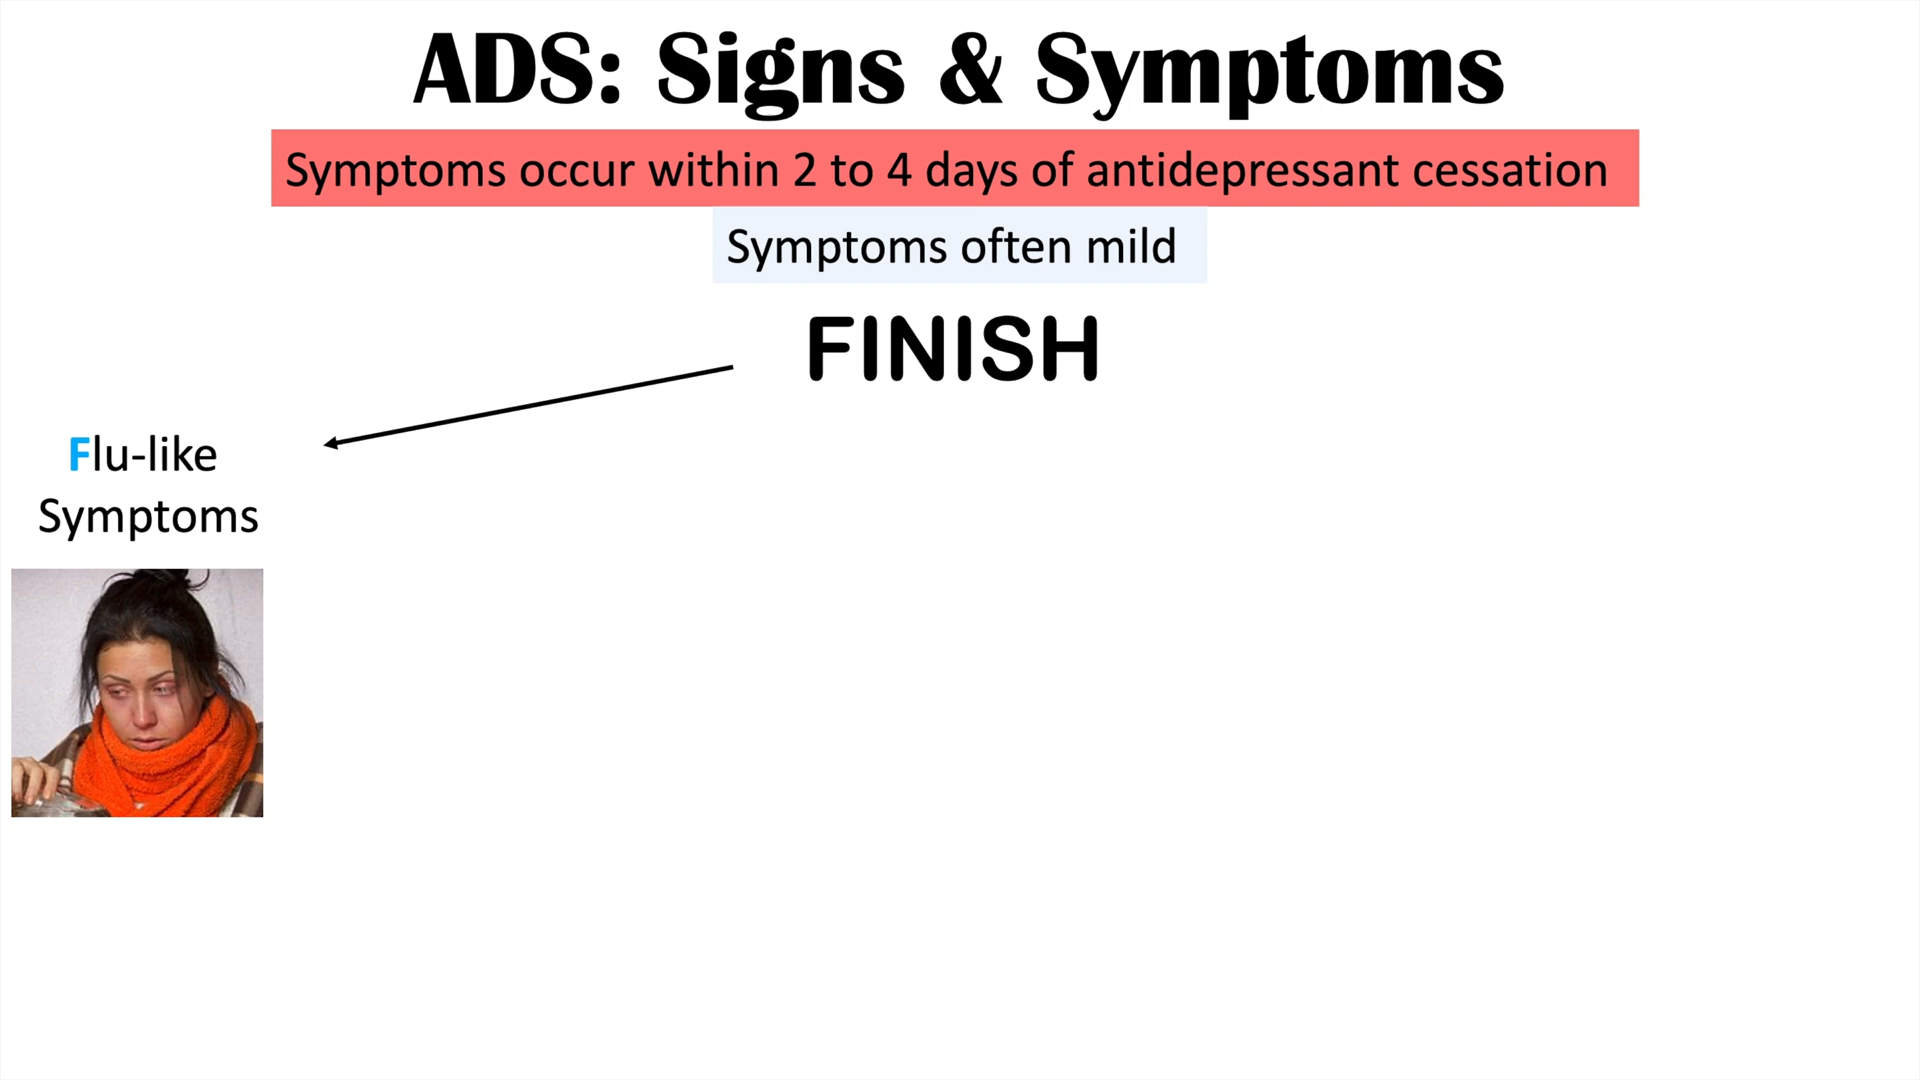 ADS: Signs & Symptoms
Symptoms occur within 2 to 4 days of antidepressant cessation
Symptoms often mild
FINISH
Flu-like
Symptoms